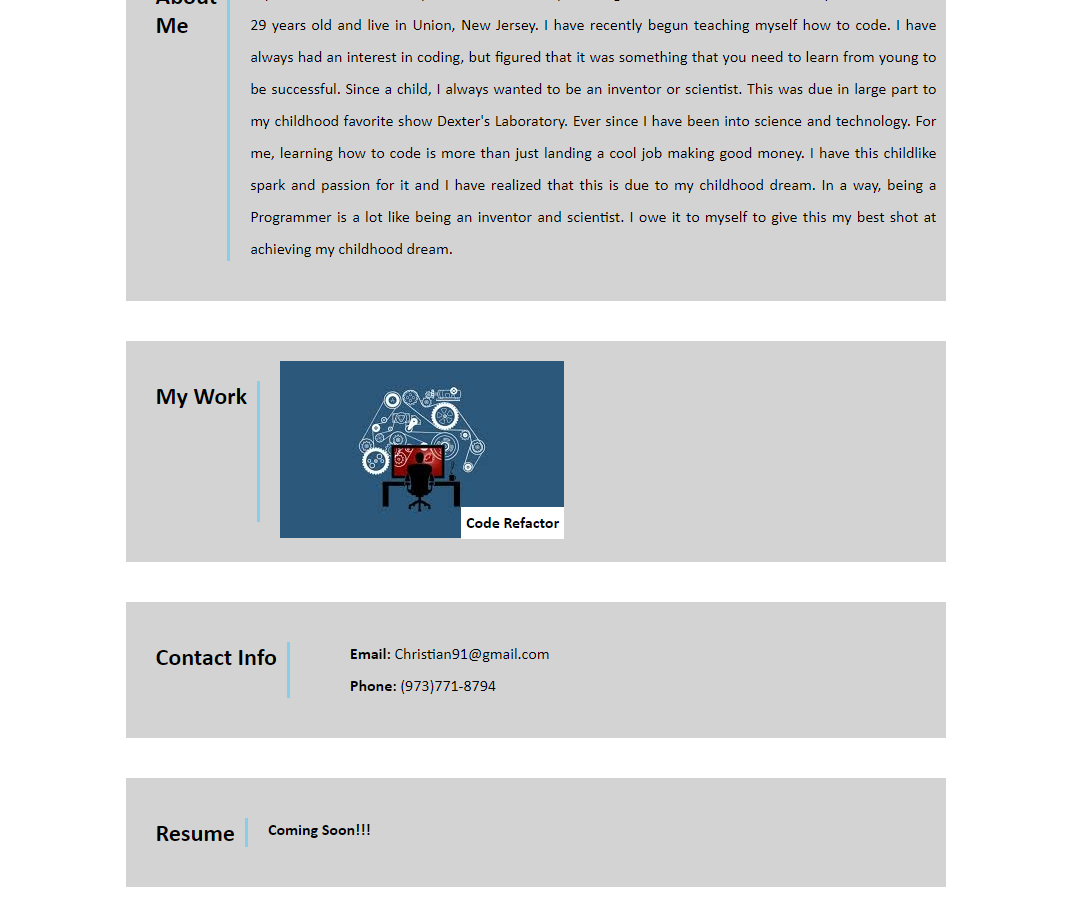 About
Me
29 years old and live in Union, New Jersey. I have recently begun teaching myself how to code. I have
always had an interest in coding, but figured that it was something that you need to learn from young to
be successful. Since a child, I always wanted to be an inventor or scientist. This was due in large part to
my childhood favorite show Dexter's Laboratory. Ever since I have been into science and technology. For
me, learning how to code is more than just landing a cool job making good money. I have this childlike
spark and passion for it and I have realized that this is due to my childhood dream. In a way, being a
Programmer is a lot like being an inventor and scientist. I owe it to myself to give this my best shot at
achieving my childhood dream.
My Work
Code Refactor
Contact Info
Email: Christian91@gmail.com
Phone: (973)771-8794
Resume
Coming Soon!!!